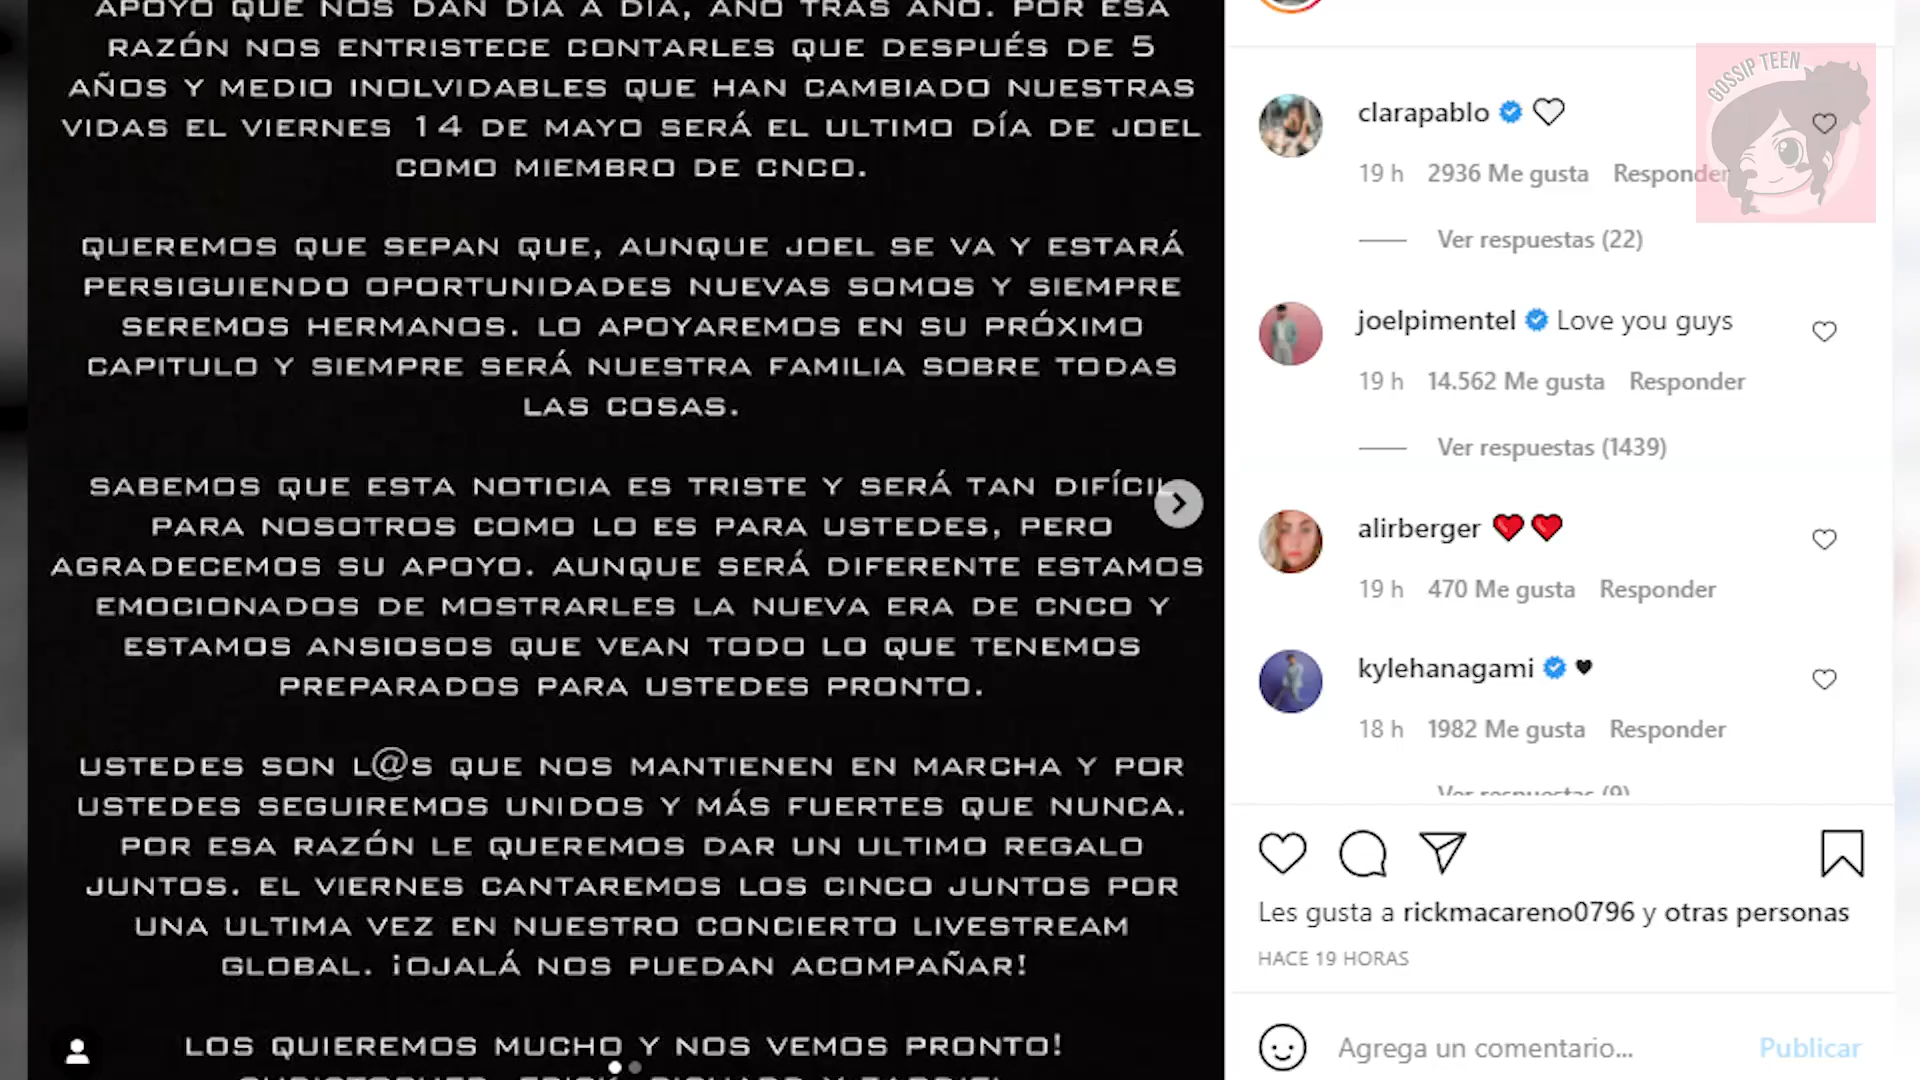 APOYO QUE NOS DAN DÍA A DÍA, AÑO TRAS AÑO. POR ESA
RAZÓN NOS ENTRISTECE CONTARLES QUE DESPUÉS DE 5
AÑOS Y MEDIO INOLVIDABLES QUE HAN CAMBIADO NUESTRAS
VIDAS EL VIERNES 14 DE MAYO SERÁ EL ULTIMO DÍA DE JOEL
COMO MIEMBRO DE CNCO.
QUEREMOS QUE SEPAN QUE, AUNQUE JOEL SE VA Y ESTARÁ
PERSIGUIENDO OPORTUNIDADES NUEVAS SOMOS Y SIEMPRE
SEREMOS HERMANOS. LO APOYAREMOS EN SU PRÓXIMO
CAPITULO Y SIEMPRE SERÁ NUESTRA FAMILIA SOBRE TODAS
LAS COSAS.
SABEMOS QUE ESTA NOTICIA ES TRISTE Y SERÁ TAN DIFÍCIL
PARA NOSOTROS COMO LO ES PARA USTEDES, PERO
AGRADECEMOS SU APOYO. AUNQUE SERÁ DIFERENTE ESTAMOS
EMOCIONADOS DE MOSTRARLES LA NUEVA ERA DE CNCO Y
ESTAMOS ANSIOSOS QUE VEAN TODO LO QUE TENEMOS
PREPARADOS PARA USTEDES PRONTO.
USTEDES SON L@S QUE NOS MANTIENEN EN MARCHA Y POR
USTEDES SEGUIREMOS UNIDOS Y MÁS FUERTES QUE NUNCA.
POR ESA RAZÓN LE QUEREMOS DAR UN ULTIMO REGALO
JUNTOS. EL VIERNES CANTAREMOS LOS CINCO JUNTOS POR
UNA ULTIMA VEZ EN NUESTRO CONCIERTO LIVESTREAM
GLOBAL. ¡OJALÁ NOS PUEDAN ACOMPAÑAR!
LOS QUIEREMOS MUCHO Y NOS VEMOS PRONTO!
GOSSIP TEEN
clarapablo 🤍
19 h 2936 Me gusta Responder
Ver respuestas (22)
joelpimentel Love you guys
19 h 14.562 Me gusta Responder
Ver respuestas (1439)
alirberger ❤️❤️
19 h 470 Me gusta Responder
kylehanagami 🖤
18 h 1982 Me gusta Responder
Ver respuestas (9)
Les gusta a rickmacareno0796 y otras personas
HACE 19 HORAS
Agrega un comentario... Publicar